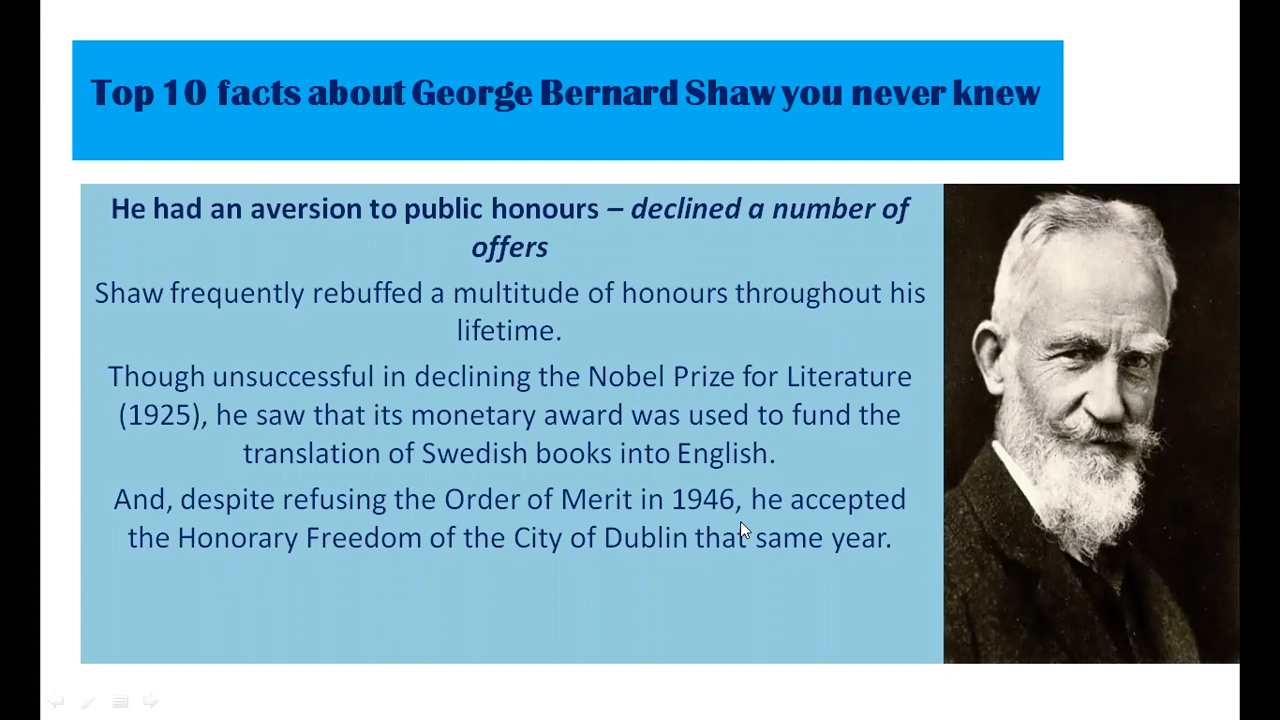 Top 10 facts about George Bernard Shaw you never knew
He had an aversion to public honours – declined a number of
offers
Shaw frequently rebuffed a multitude of honours throughout his
lifetime.
Though unsuccessful in declining the Nobel Prize for Literature
(1925), he saw that its monetary award was used to fund the
translation of Swedish books into English.
And, despite refusing the Order of Merit in 1946, he accepted
the Honorary Freedom of the City of Dublin that same year.